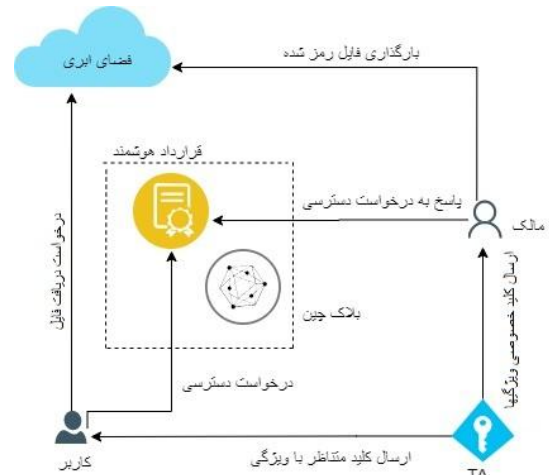 بارگذاری فایل رمز شده
فضای ابری
قرارداد هوشمند
پاسخ به درخواست دسترسی
مالک
درخواست دریافت فایل
ارسال کلید خصوصی ویژگیها
بلاک چین
درخواست دسترسی
کاربر
ارسال کلید متناظر با ویژگی
TA